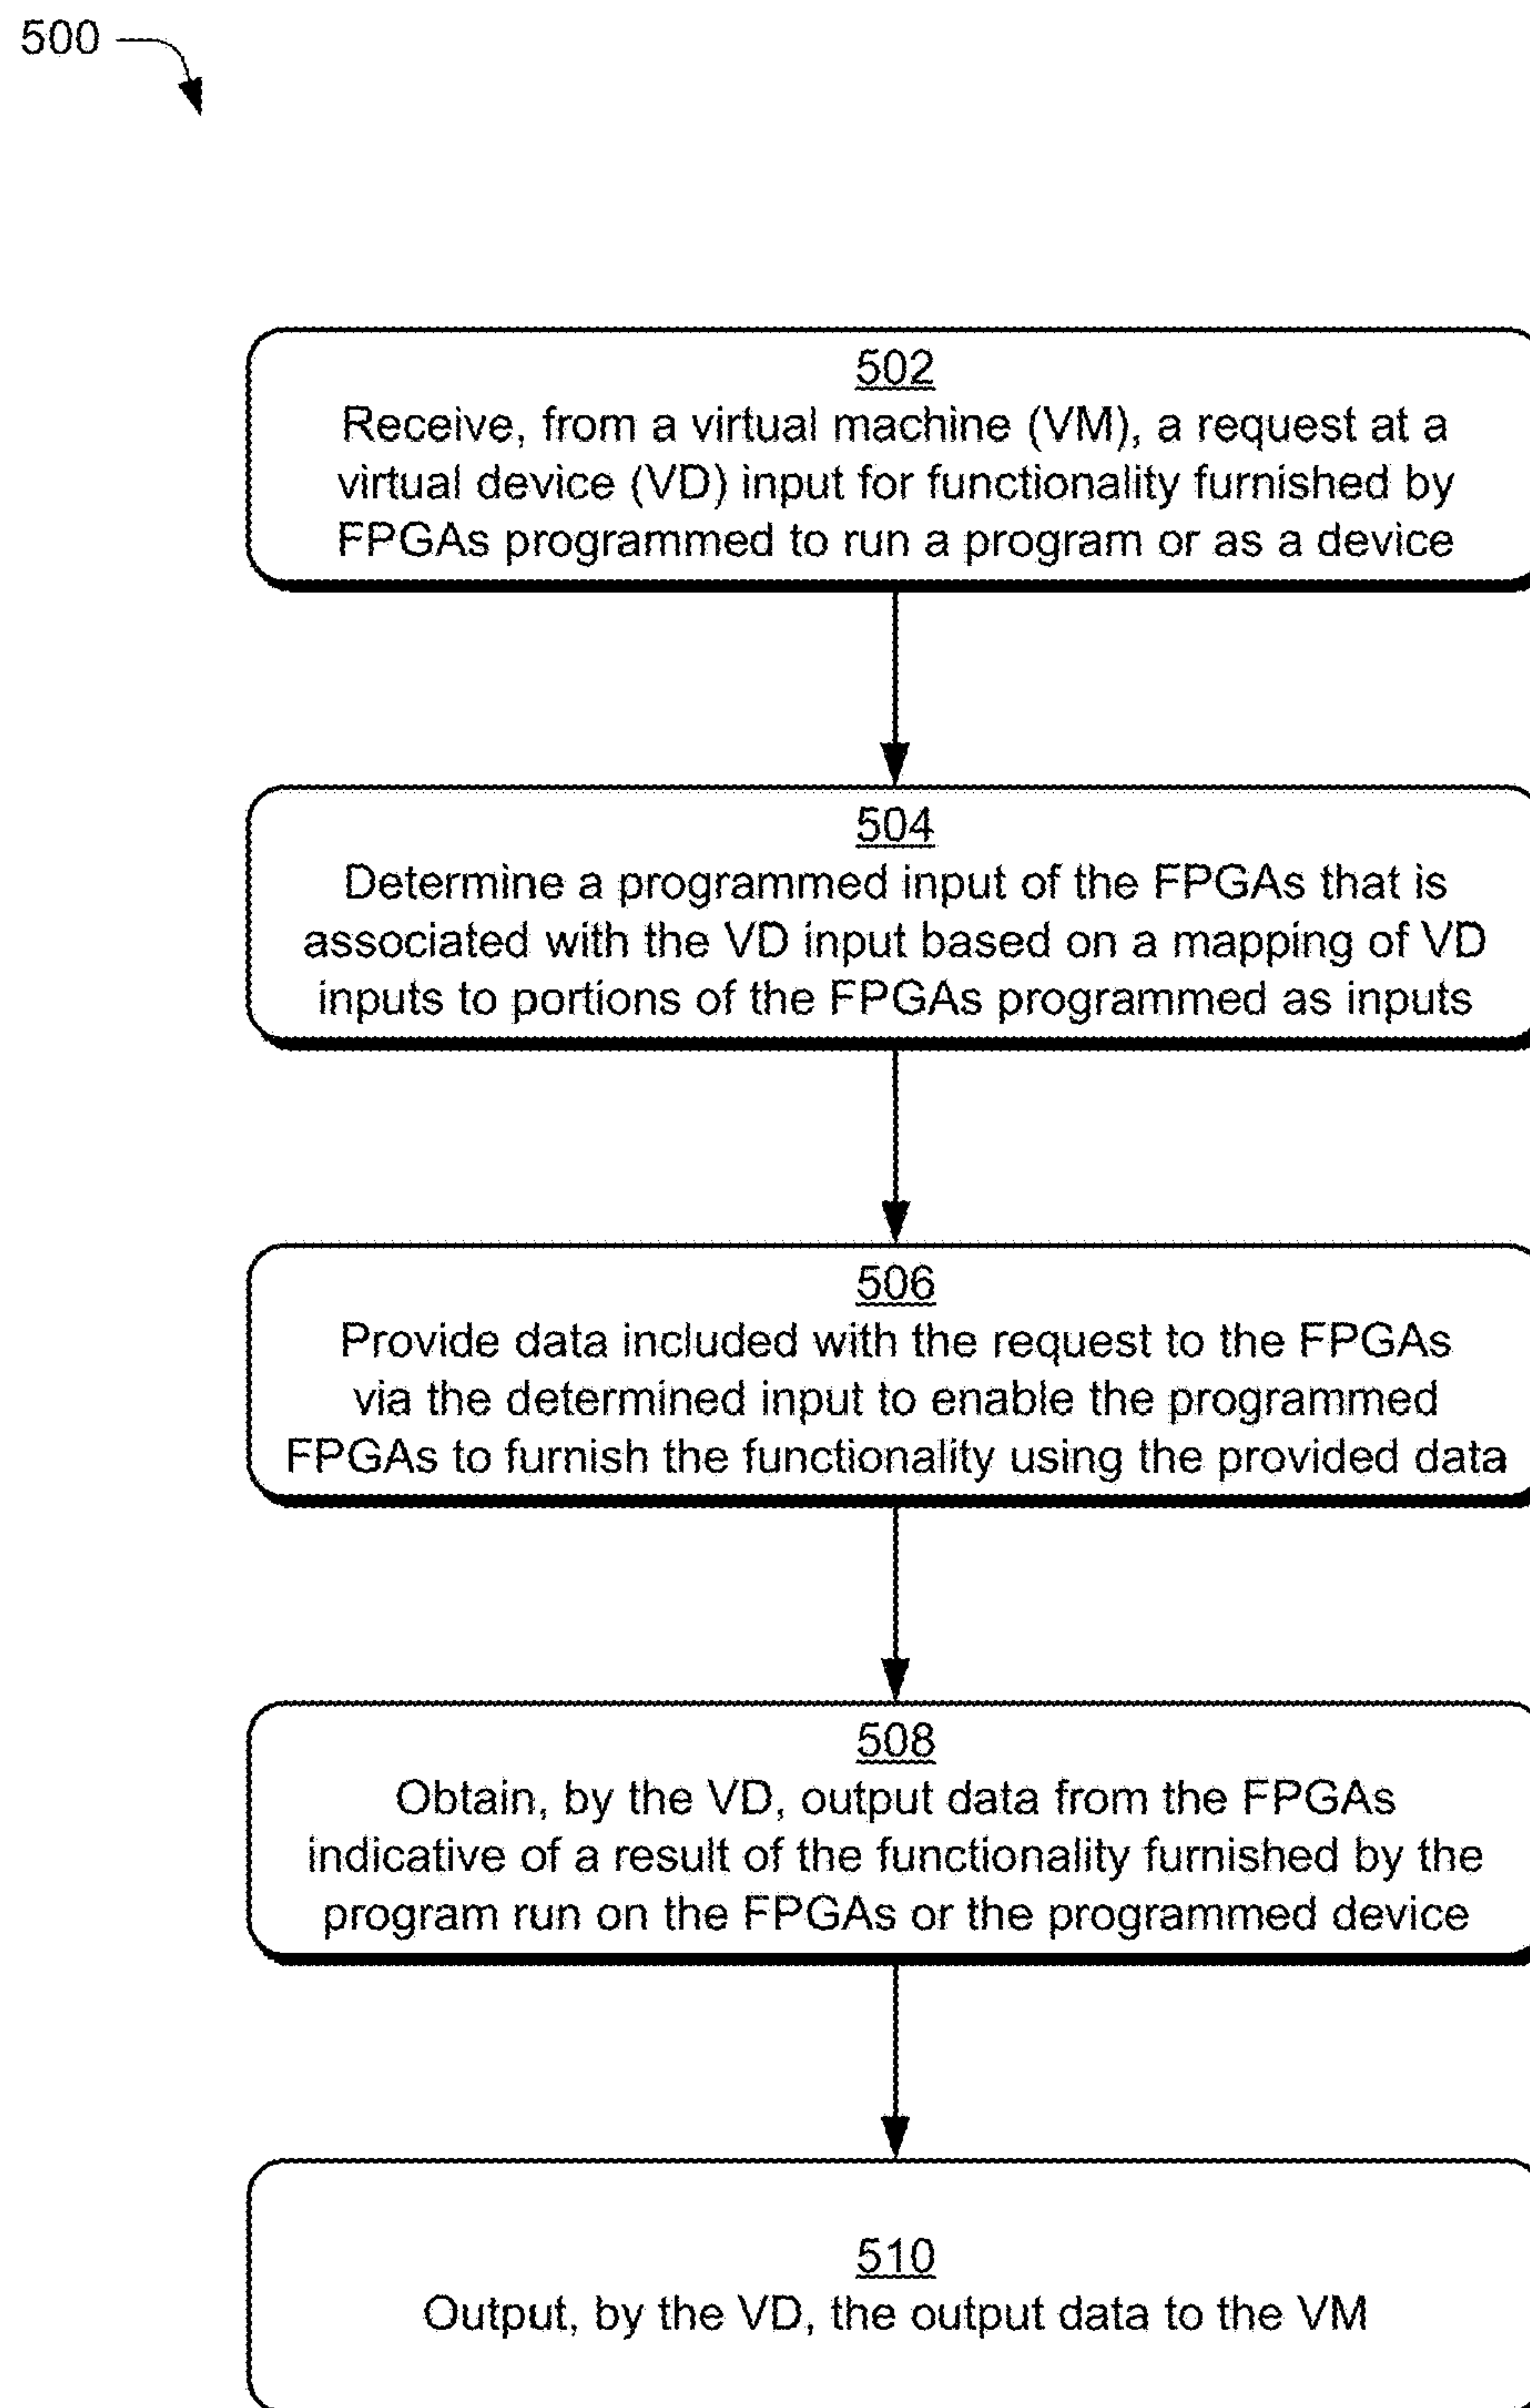 500
502
Receive, from a virtual machine (VM), a request at a
virtual device (VD) input for functionality furnished by
FPGAs programmed to run a program or as a device
504
Determine a programmed input of the FPGAs that is
associated with the VD input based on a mapping of VD
inputs to portions of the FPGAs programmed as inputs
506
Provide data included with the request to the FPGAs
via the determined input to enable the programmed
FPGAs to furnish the functionality using the provided data
508
Obtain, by the VD, output data from the FPGAs
indicative of a result of the functionality furnished by the
program run on the FPGAs or the programmed device
510
Output, by the VD, the output data to the VM